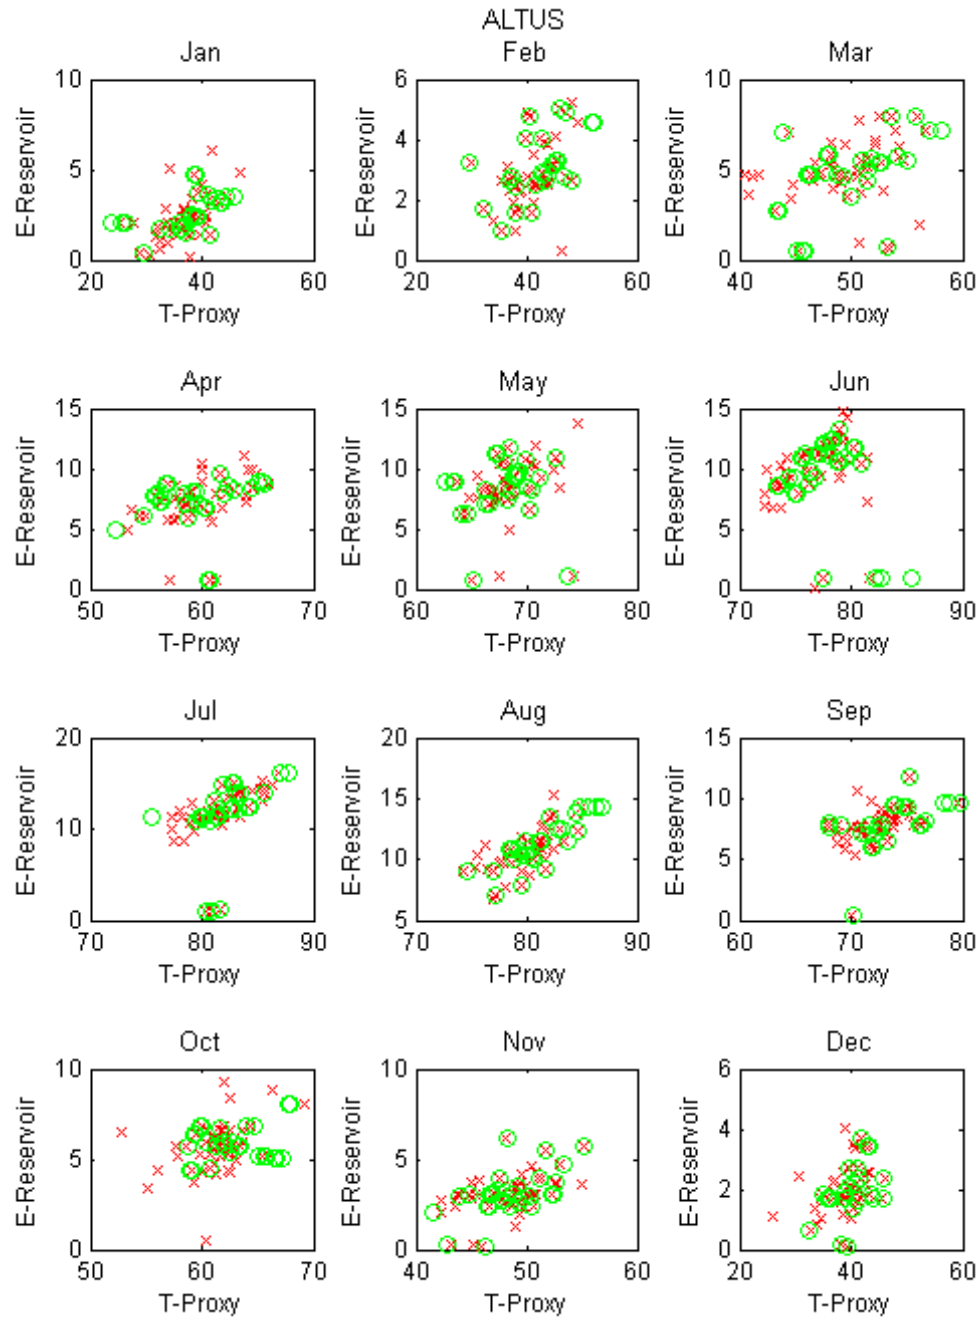 ALTUS
Jan Feb Mar
10 6 10
E-Reservoir E-Reservoir E-Reservoir
4
5 5
2
0 0 0
20 40 60 20 40 60 40 50 60
T-Proxy T-Proxy T-Proxy
Apr May Jun
15 15 15
E-Reservoir E-Reservoir E-Reservoir
10 10 10
5 5 5
0 0 0
50 60 70 60 70 80 70 80 90
T-Proxy T-Proxy T-Proxy
Jul Aug Sep
20 20 15
E-Reservoir E-Reservoir E-Reservoir
15 10
10
10 5
0 5 0
70 80 90 70 80 90 60 70 80
T-Proxy T-Proxy T-Proxy
Oct Nov Dec
10 10 6
E-Reservoir E-Reservoir E-Reservoir
4
5 5
2
0 0 0
50 60 70 40 50 60 20 40 60
T-Proxy T-Proxy T-Proxy